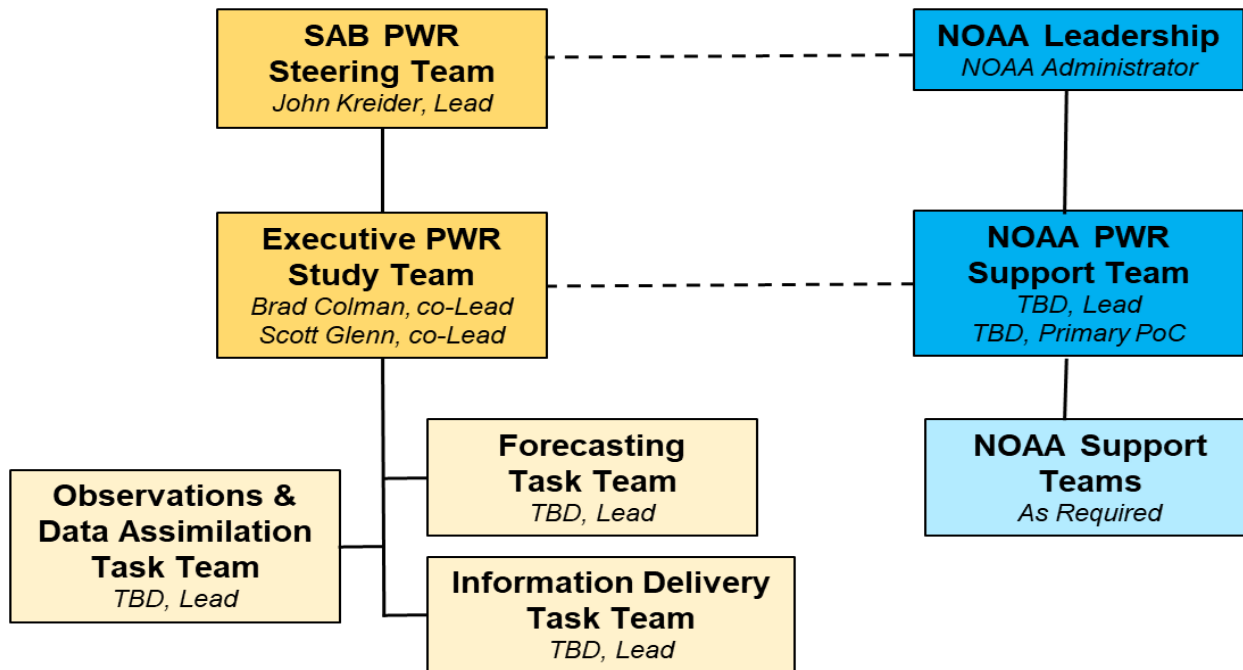 SAB PWR
Steering Team
John Kreider, Lead
NOAA Leadership
NOAA Administrator
Executive PWR
Study Team
Brad Colman, co-Lead
Scott Glenn, co-Lead
NOAA PWR
Support Team
TBD, Lead
TBD, Primary PoC
Forecasting
Task Team
TBD, Lead
NOAA Support
Teams
As Required
Observations &
Data Assimilation
Task Team
TBD, Lead
Information Delivery
Task Team
TBD, Lead